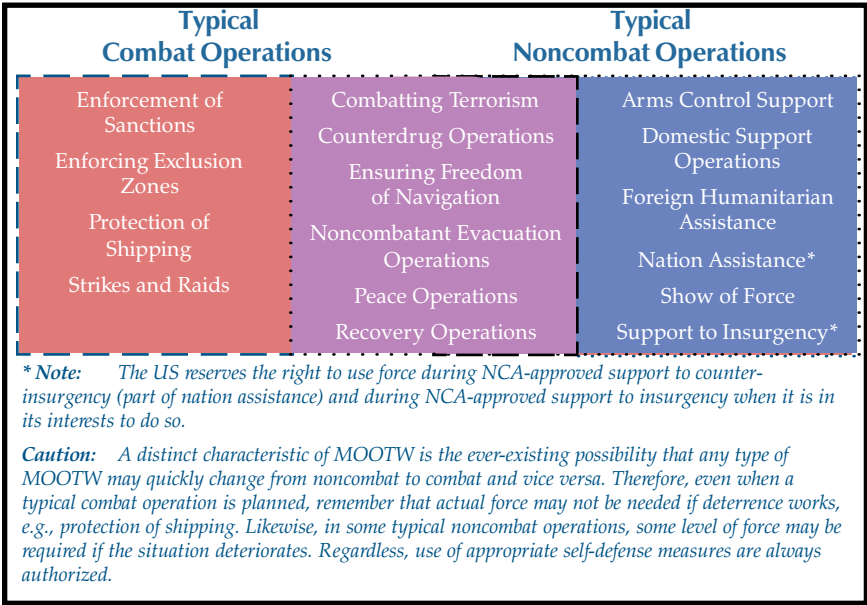 Typical
Combat Operations
Typical
Noncombat Operations
Enforcement of
Sanctions
Enforcing Exclusion
Zones
Protection of
Shipping
Strikes and Raids
Combatting Terrorism
Counterdrug Operations
Ensuring Freedom
of Navigation
Noncombatant Evacuation
Operations
Peace Operations
Recovery Operations
Arms Control Support
Domestic Support
Operations
Foreign Humanitarian
Assistance
Nation Assistance*
Show of Force
Support to Insurgency*
* Note: The US reserves the right to use force during NCA-approved support to counter-
insurgency (part of nation assistance) and during NCA-approved support to insurgency when it is in
its interests to do so.
Caution: A distinct characteristic of MOOTW is the ever-existing possibility that any type of
MOOTW may quickly change from noncombat to combat and vice versa. Therefore, even when a
typical combat operation is planned, remember that actual force may not be needed if deterrence works,
e.g., protection of shipping. Likewise, in some typical noncombat operations, some level of force may be
required if the situation deteriorates. Regardless, use of appropriate self-defense measures are always
authorized.